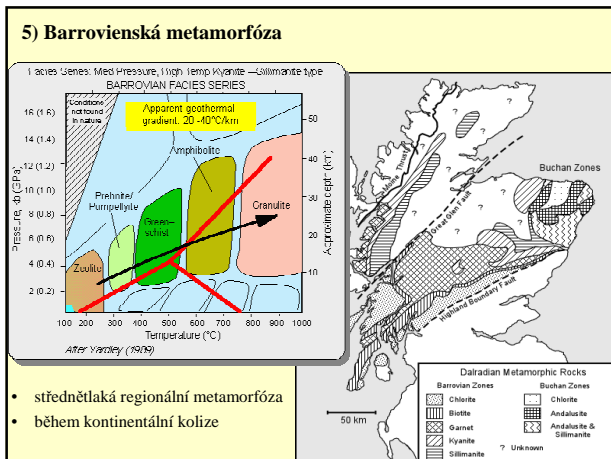 5) Barrovienská metamorfóza
Facies Series: Med Pressure, High Temp Kyanite —Sillimanite type
BARROVIAN FACIES SERIES
Conditions
not found
in nature
Apparent geothermal
gradient: 20 -40°C/km
Amphibolite
Prehnite/
Pumpellyite
Green-
schist
Granulite
Zeolite
Pressure, kb (GPa)
16 (1.6)
14 (1.4)
12 (1.2)
10 (1.0)
8 (0.8)
6 (0.6)
4 (0.4)
2 (0.2)
50
40
30
20
10
Approximate depth (km)
100 200 300 400 500 600 700 800 900 1000
Temperature (°C)
After Yardley (1989)
• střednětlaká regionální metamorfóza
• během kontinentální kolize
Moine Thrust
Great Glen Fault
Highland Boundary Fault
Buchan Zones
? ? ? ? ? ? ?
50 km
Dalradian Metamorphic Rocks
Barrovian Zones
Chlorite
Biotite
Garnet
Kyanite
Sillimanite
Buchan Zones
Chlorite
Andalusite
Andalusite &
Sillimanite
? Unknown